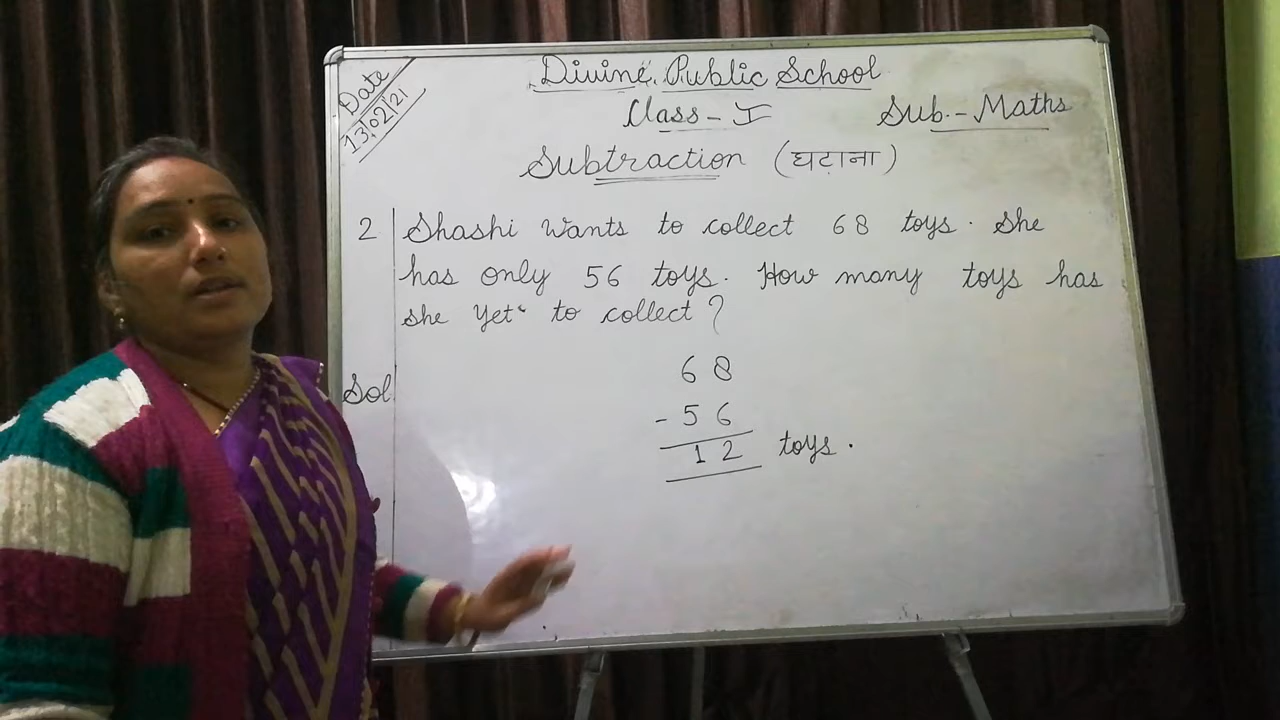 Date
13/02/21
Divine Public School
Class - I
Sub. - Maths
Subtraction (घटाना)
2
Shashi wants to collect 68 toys. She
has only 56 toys. How many toys has
she yet to collect?
Sol
68
- 56
12 toys.